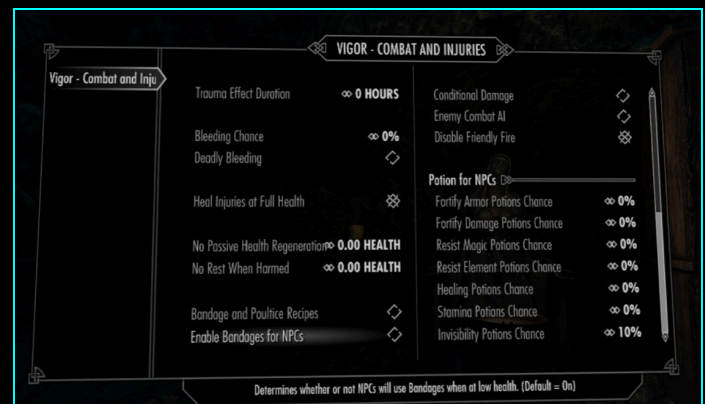 VIGOR - COMBAT AND INJURIES
Vigor - Combat and Inju
Trauma Effect Duration 0 HOURS
Bleeding Chance 0%
Deadly Bleeding
Heal Injuries at Full Health
No Passive Health Regeneration 0.00 HEALTH
No Rest When Harmed 0.00 HEALTH
Bandage and Poultice Recipes
Enable Bandages for NPCs
Conditional Damage
Enemy Combat AI
Disable Friendly Fire
Potion for NPCs
Fortify Armor Potions Chance 0%
Fortify Damage Potions Chance 0%
Resist Magic Potions Chance 0%
Resist Element Potions Chance 0%
Healing Potions Chance 0%
Stamina Potions Chance 0%
Invisibility Potions Chance 10%
Determines whether or not NPCs will use Bandages when at low health. (Default = On)